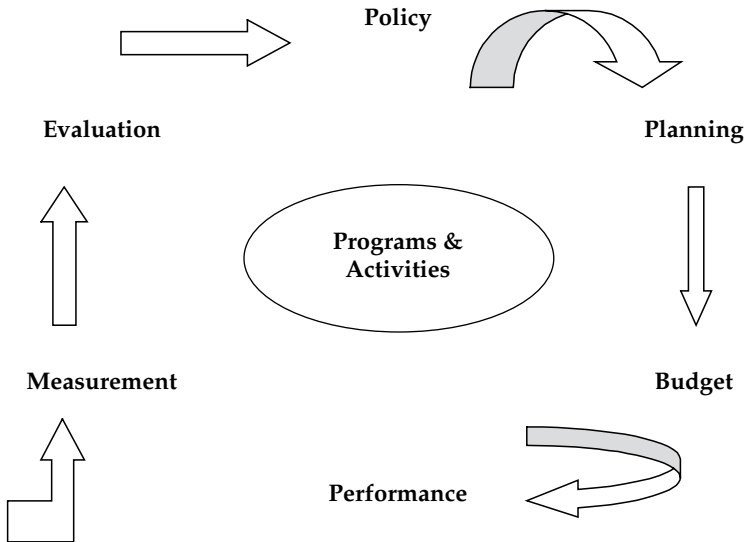 Policy
Evaluation
Planning
Programs &
Activities
Measurement
Budget
Performance